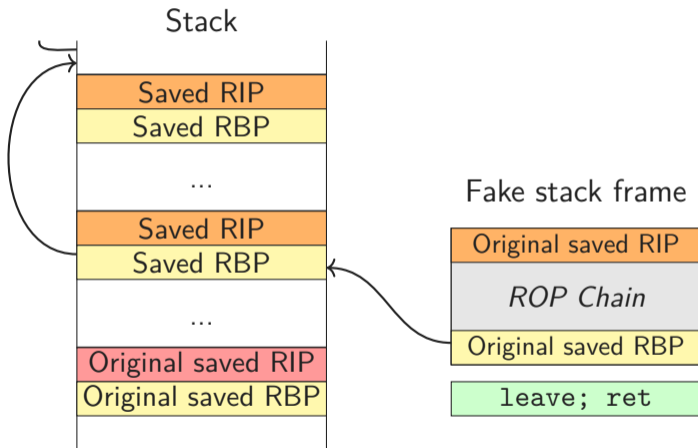 Stack
Saved RIP
Saved RBP
...
Saved RIP
Saved RBP
...
Original saved RIP
Original saved RBP
Fake stack frame
Original saved RIP
ROP Chain
Original saved RBP
leave; ret